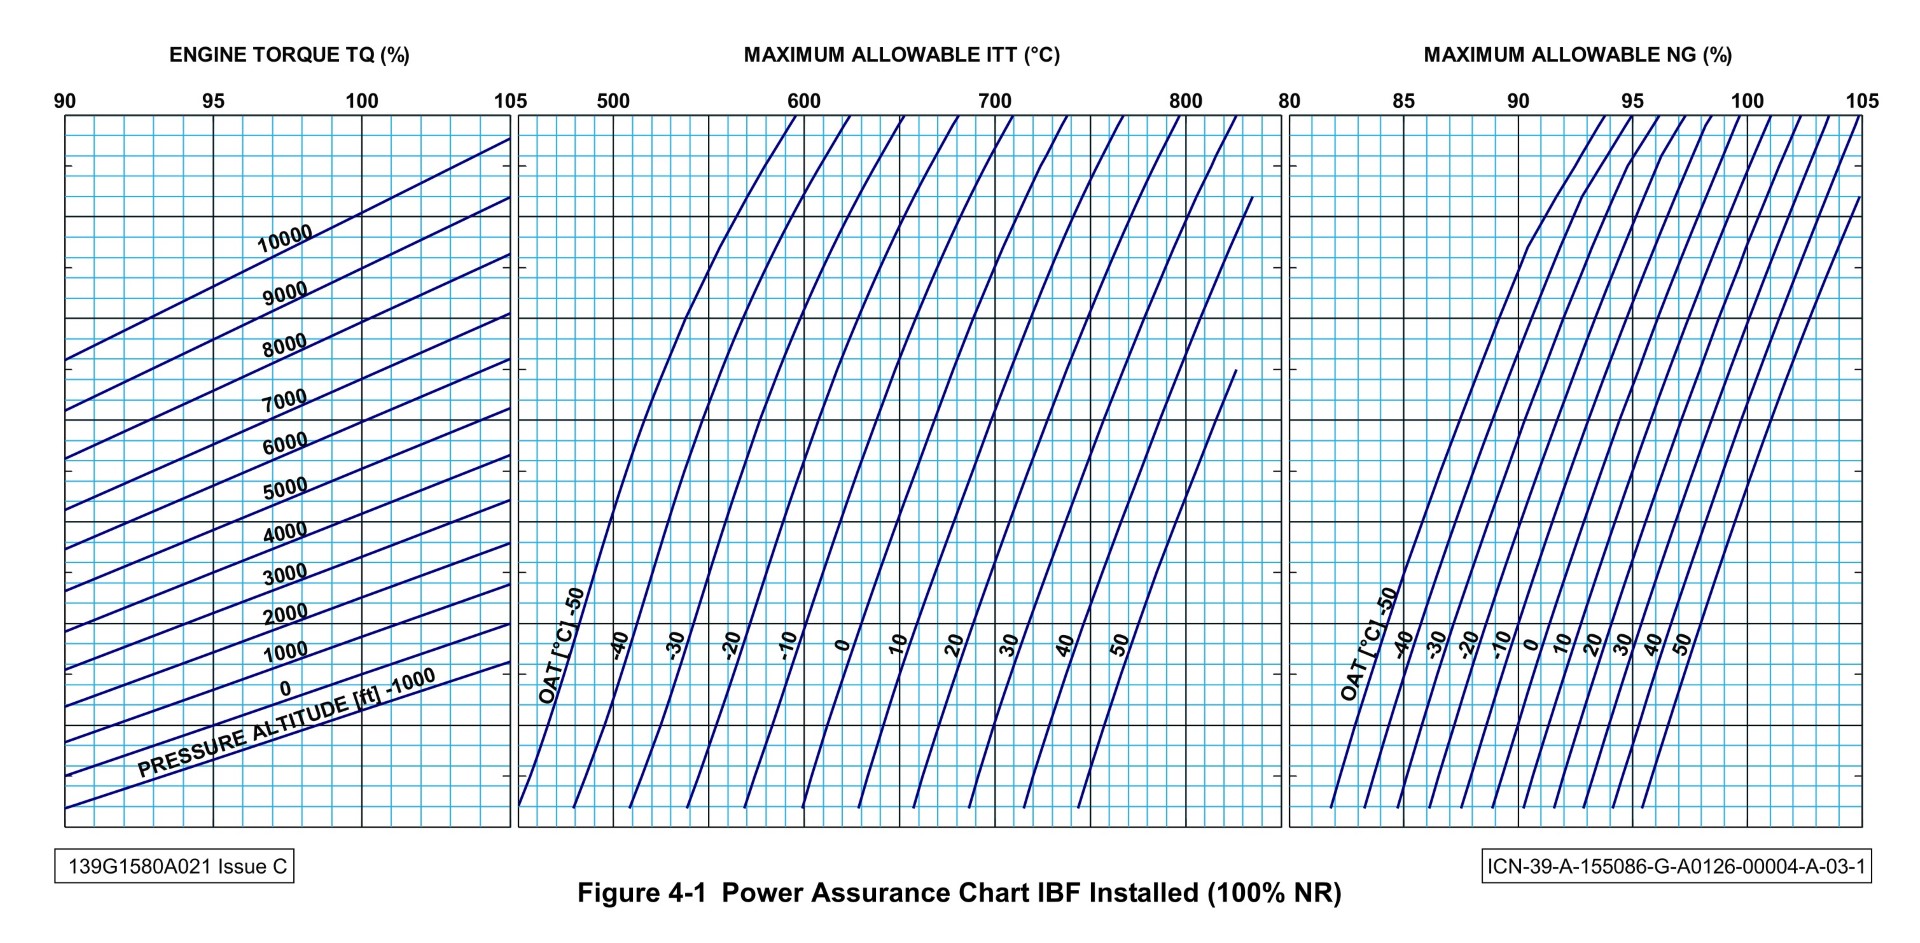 ENGINE TORQUE TQ (%)
MAXIMUM ALLOWABLE ITT (°C)
MAXIMUM ALLOWABLE NG (%)
90 95 100 105
500 600 700 800
80 85 90 95 100 105
10000
9000
8000
7000
6000
5000
4000
3000
2000
1000
0
PRESSURE ALTITUDE [ft] -1000
OAT [°C] -50 -40 -30 -20 -10 0 10 20 30 40 50
OAT [°C] -50 -40 -30 -20 -10 0 10 20 30 40 50
139G1580A021 Issue C
ICN-39-A-155086-G-A0126-00004-A-03-1
Figure 4-1 Power Assurance Chart IBF Installed (100% NR)